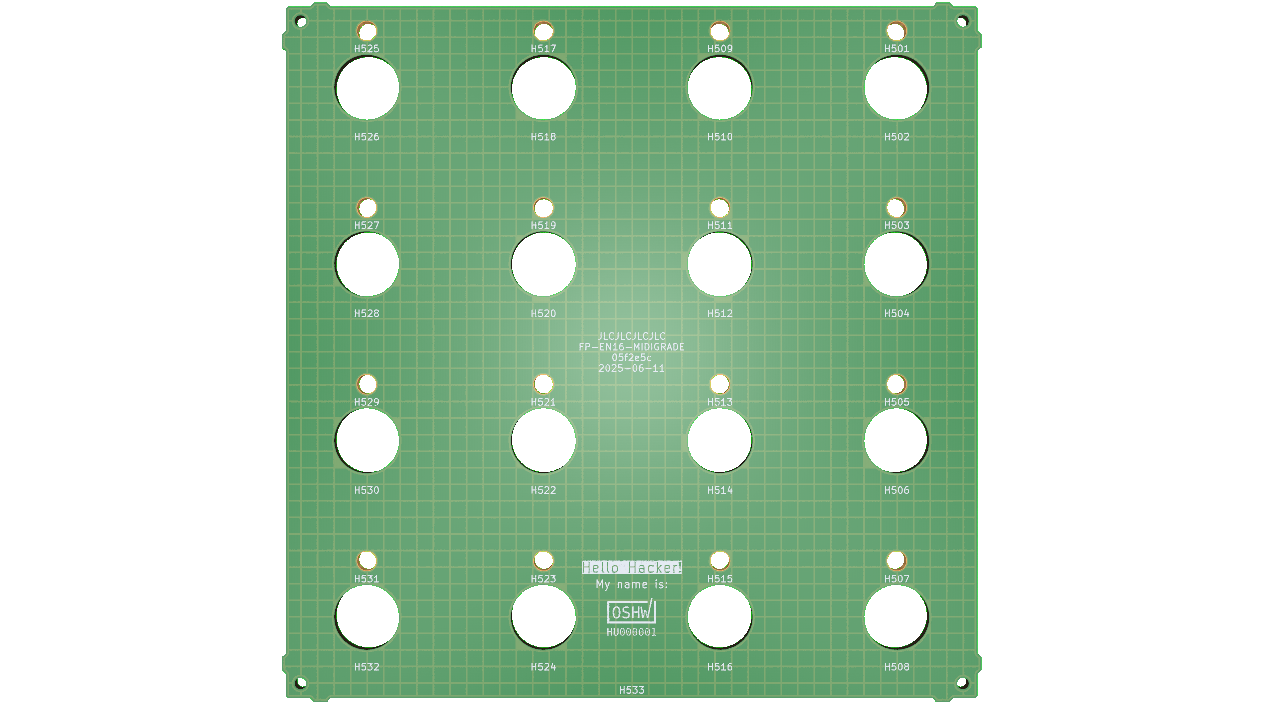 H525 H517 H509 H501
H526 H518 H510 H502
H527 H519 H511 H503
H528 H520 H512 H504
JLCJLCJLCJLC
FP-EN16-MIDIGRADE
05f2e5c
2025-06-11
H529 H521 H513 H505
H530 H522 H514 H506
Hello Hacker!
H531 H523 My name is: H515 H507
OSHW
HU000001
H532 H524 H516 H508
H533